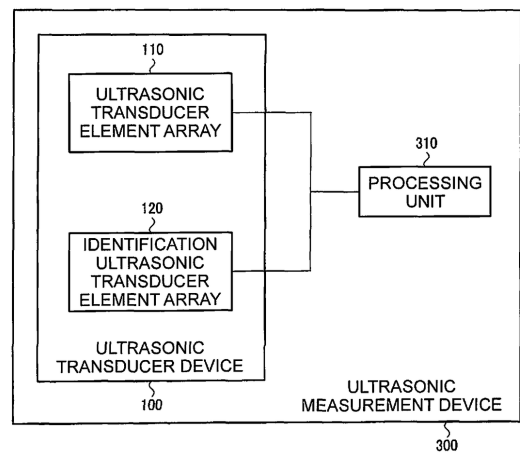 110
ULTRASONIC
TRANSDUCER
ELEMENT ARRAY
310
PROCESSING
UNIT
120
IDENTIFICATION
ULTRASONIC
TRANSDUCER
ELEMENT ARRAY
ULTRASONIC
TRANSDUCER DEVICE
100
ULTRASONIC
MEASUREMENT DEVICE
300